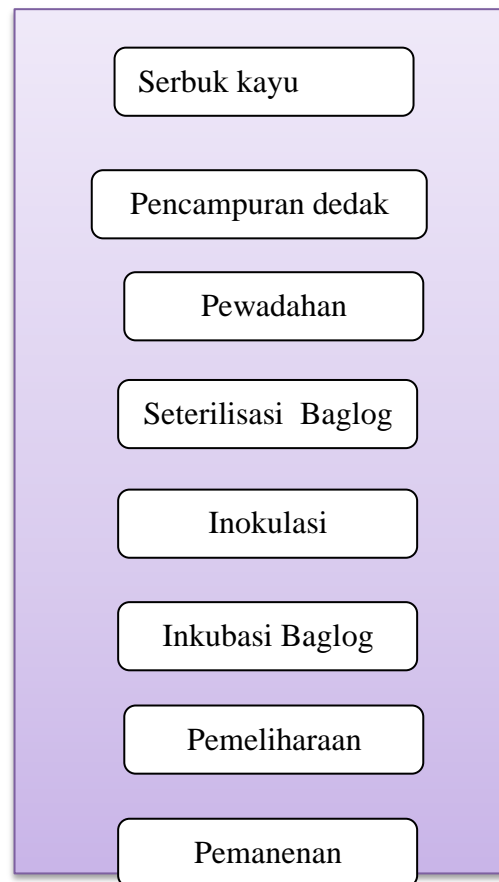 Serbuk kayu
Pencampuran dedak
Pewadahan
Seterilisasi Baglog
Inokulasi
Inkubasi Baglog
Pemeliharaan
Pemanenan